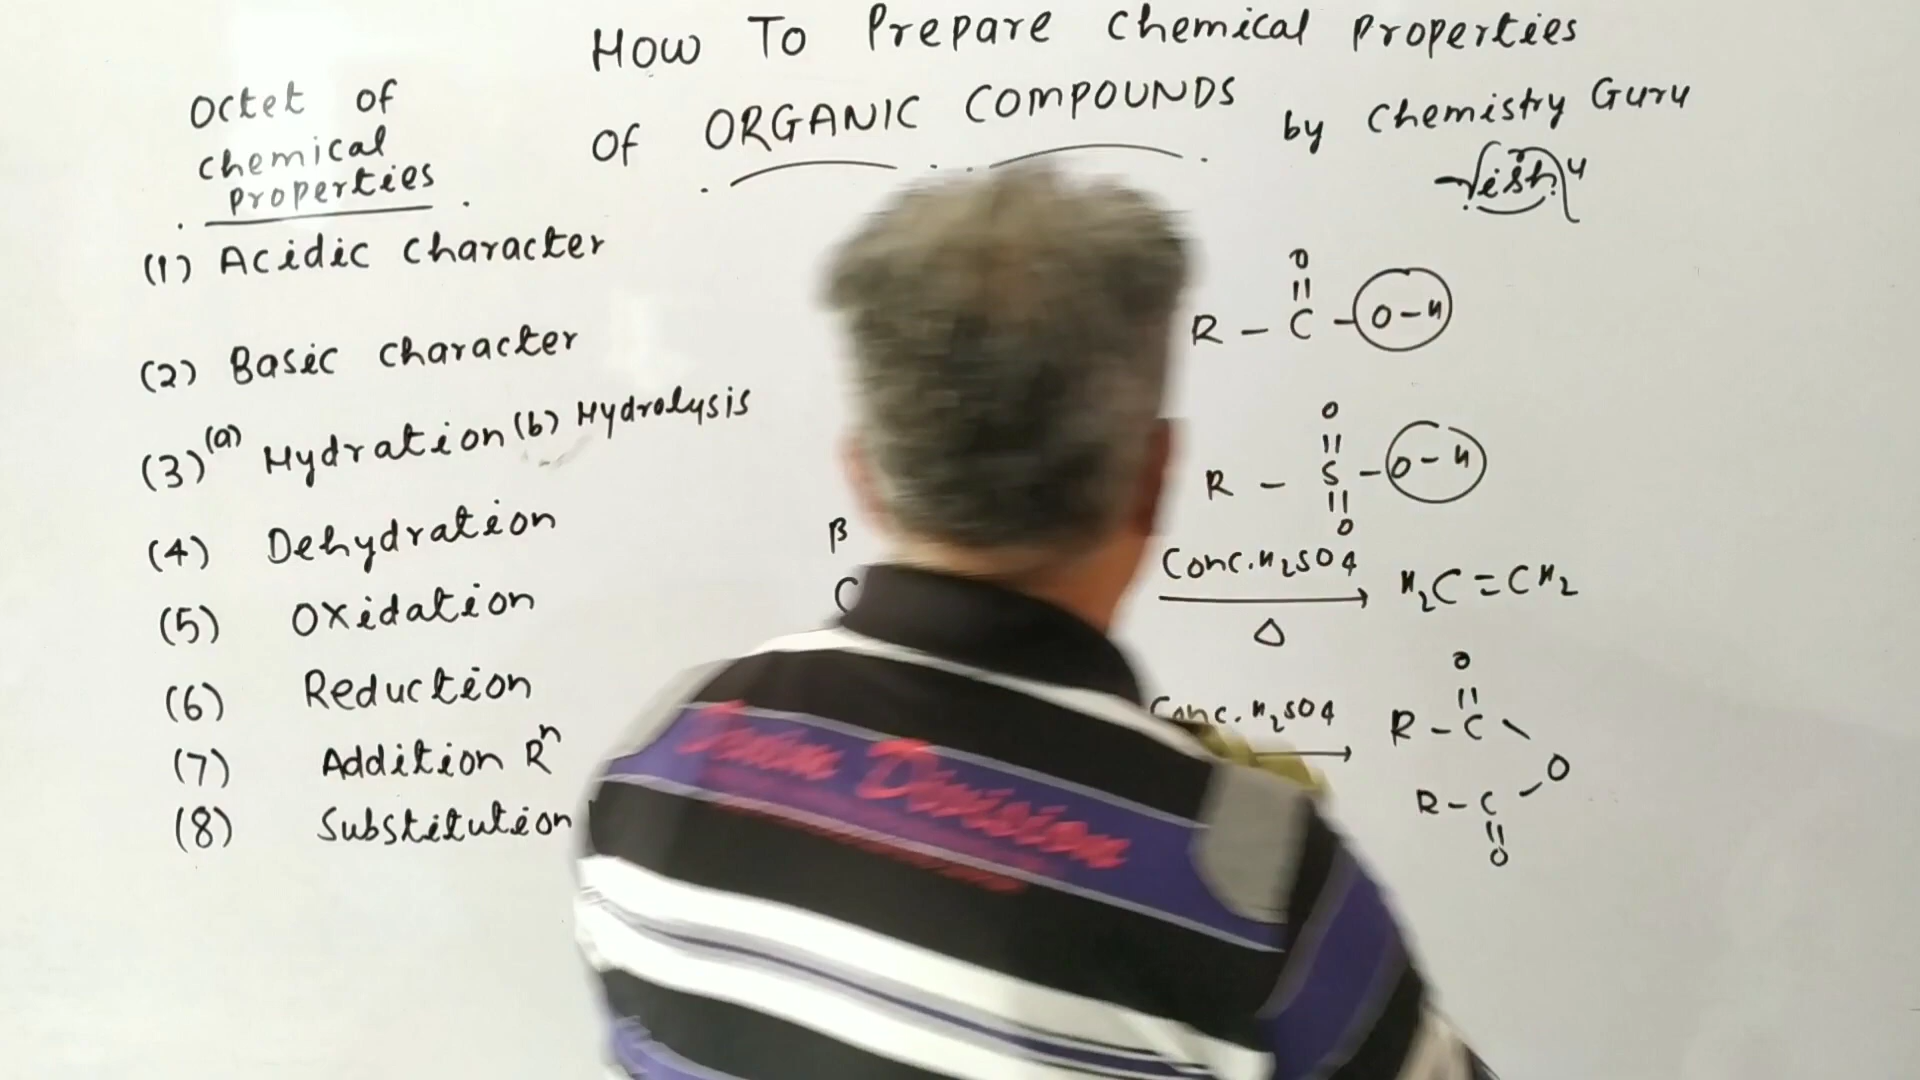 How To Prepare Chemical Properties
of ORGANIC COMPOUNDS by Chemistry Guru
Octet of
Chemical
Properties
(1) Acidic Character
(2) Basic Character
(3) (a) Hydration (b) Hydrolysis
(4) Dehydration
(5) Oxidation
(6) Reduction
(7) Addition Rⁿ
(8) Substitution
O
||
R - C - O - H
O
||
R - S - O - H
||
O
β
C
Conc. H₂SO₄
Δ
H₂C = CH₂
Conc. H₂SO₄
O
||
R - C
O
R - C
||
O